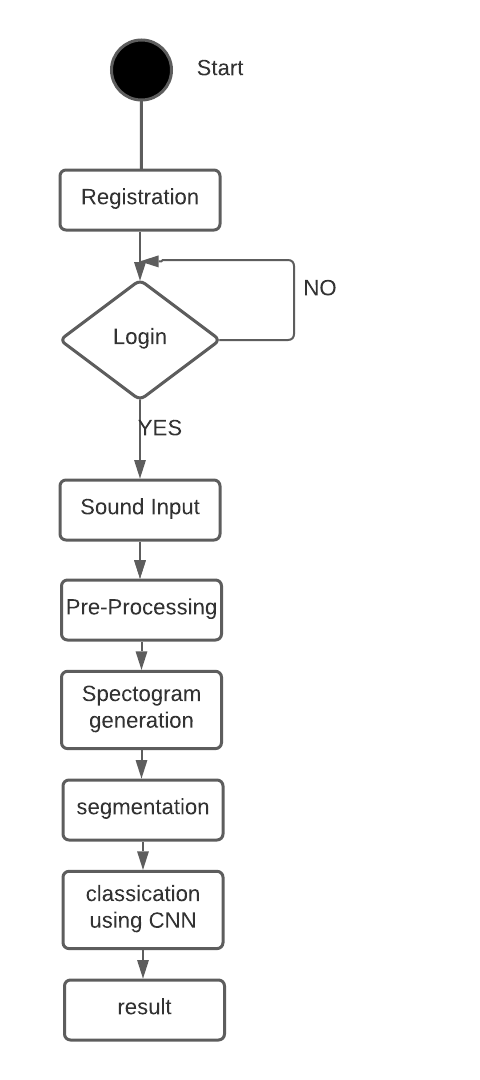 Start
Registration
NO
Login
YES
Sound Input
Pre-Processing
Spectogram
generation
segmentation
classication
using CNN
result